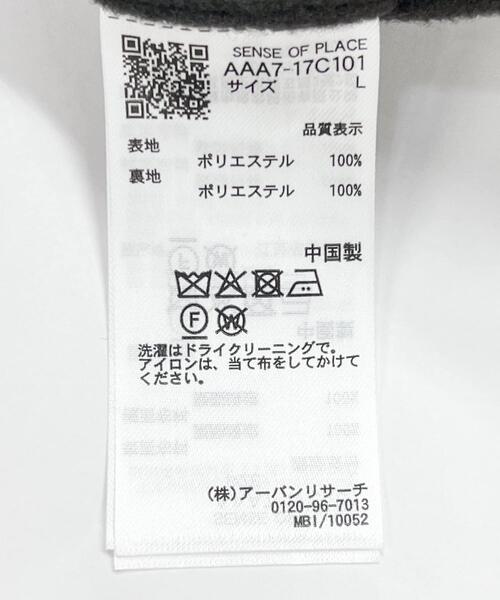 SENSE OF PLACE
AAA7-17C101
サイズ L
品質表示
表地
ポリエステル 100%
裏地
ポリエステル 100%
中国製
F W
洗濯はドライクリーニングで。
アイロンは、当て布をしてかけて
ください。
(株)アーバンリサーチ
0120-96-7013
MBI/10052